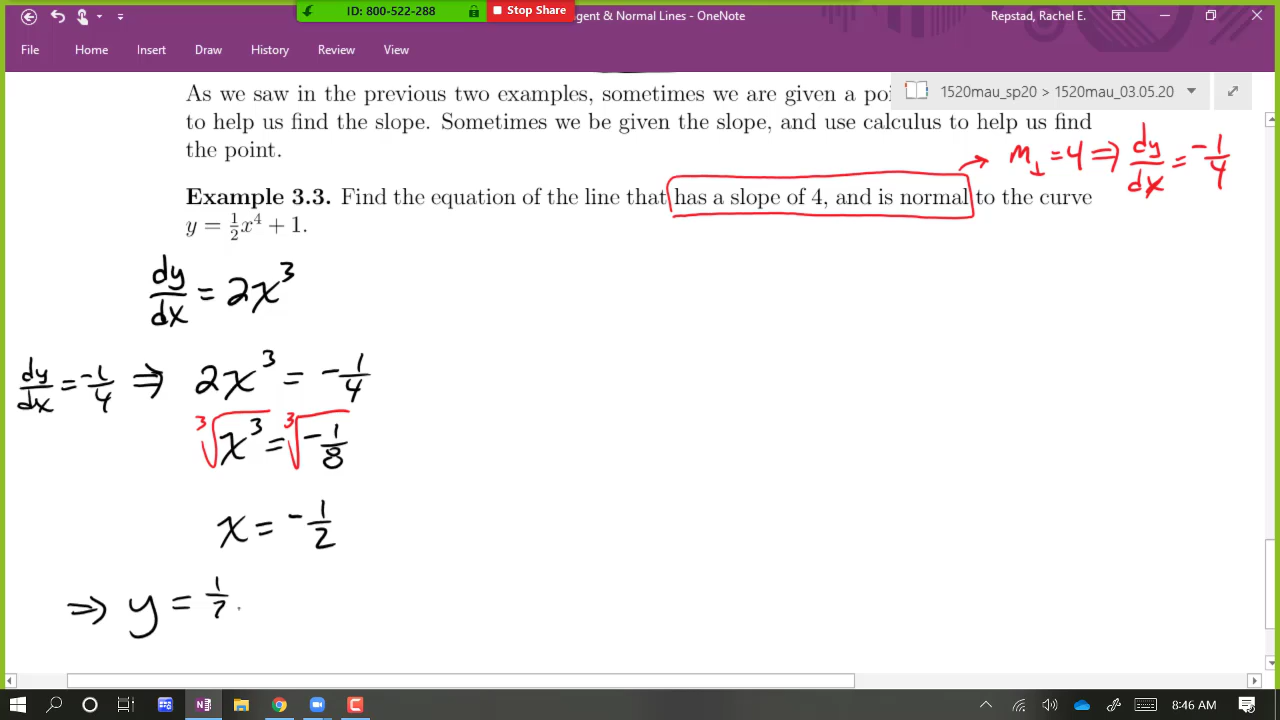 ID: 800-522-288 Stop Share
gent & Normal Lines - OneNote
Repstad, Rachel E.
File Home Insert Draw History Review View
1520mau_sp20 > 1520mau_03.05.20
As we saw in the previous two examples, sometimes we are given a poi
to help us find the slope. Sometimes we be given the slope, and use calculus to help us find
the point.
m⊥ = 4 ⇒ dy/dx = -1/4
Example 3.3. Find the equation of the line that has a slope of 4, and is normal to the curve
y = 1/2 x⁴ + 1.
dy/dx = 2x³
dy/dx = -1/4 ⇒ 2x³ = -1/4
³√x³ = ³√-1/8
x = -1/2
⇒ y = 1/2
8:46 AM